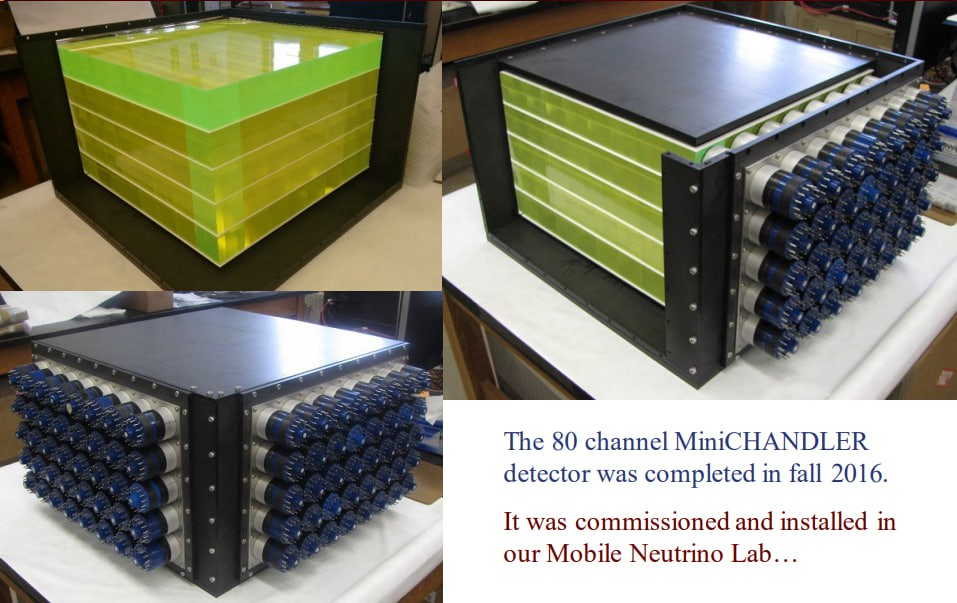 The 80 channel MiniCHANDLER
detector was completed in fall 2016.
It was commissioned and installed in
our Mobile Neutrino Lab…